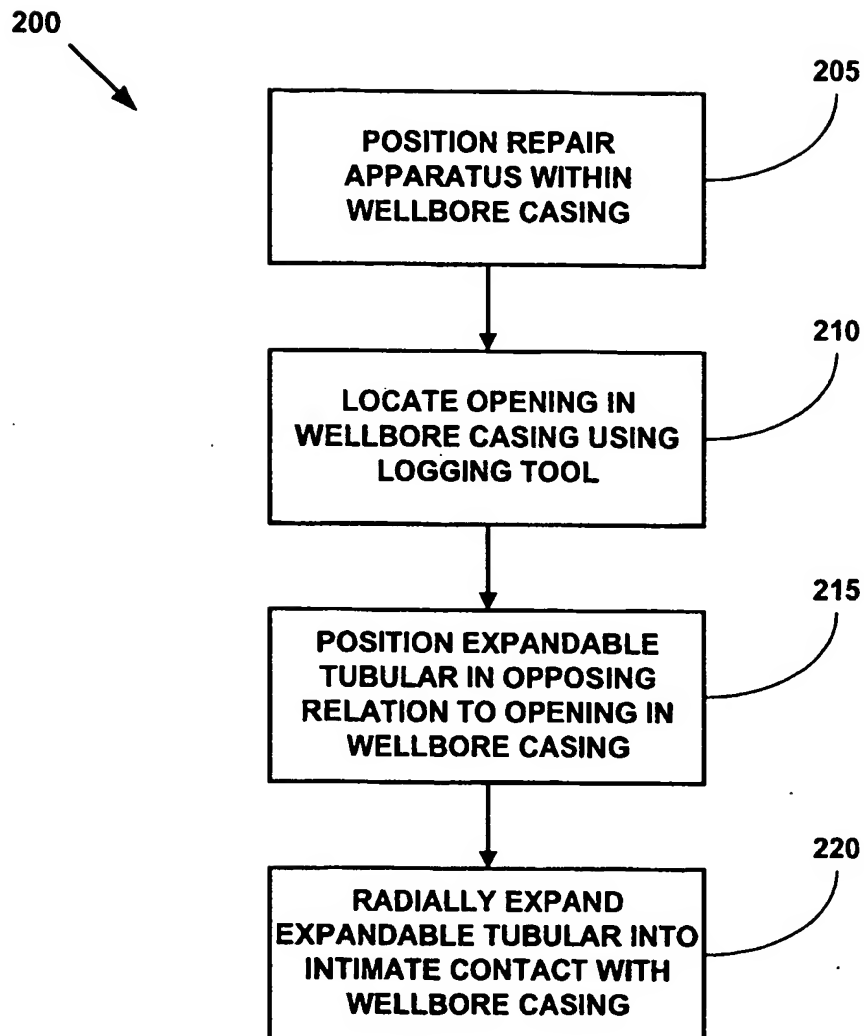 200
205
POSITION REPAIR
APPARATUS WITHIN
WELLBORE CASING
210
LOCATE OPENING IN
WELLBORE CASING USING
LOGGING TOOL
215
POSITION EXPANDABLE
TUBULAR IN OPPOSING
RELATION TO OPENING IN
WELLBORE CASING
220
RADIALLY EXPAND
EXPANDABLE TUBULAR INTO
INTIMATE CONTACT WITH
WELLBORE CASING